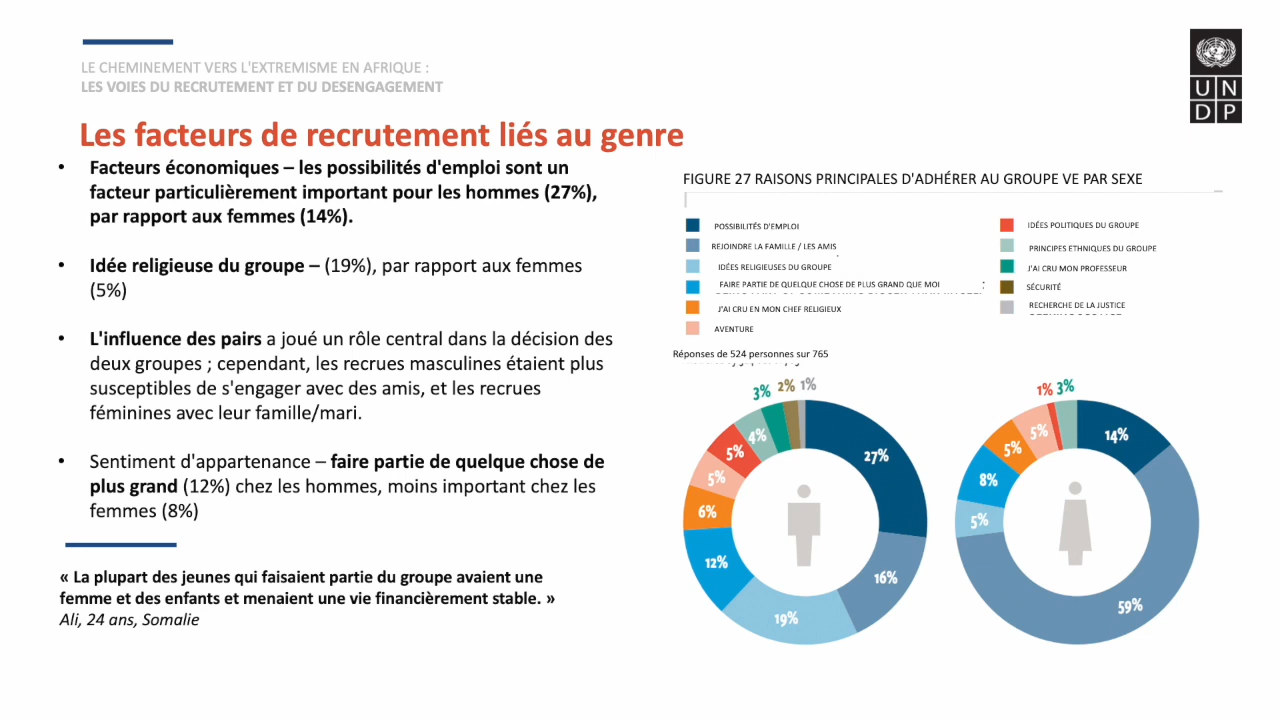 LE CHEMINEMENT VERS L'EXTREMISME EN AFRIQUE :
LES VOIES DU RECRUTEMENT ET DU DESENGAGEMENT
U N
D P
Les facteurs de recrutement liés au genre
• Facteurs économiques – les possibilités d'emploi sont un
facteur particulièrement important pour les hommes (27%),
par rapport aux femmes (14%).
• Idée religieuse du groupe – (19%), par rapport aux femmes
(5%)
• L'influence des pairs a joué un rôle central dans la décision des
deux groupes ; cependant, les recrues masculines étaient plus
susceptibles de s'engager avec des amis, et les recrues
féminines avec leur famille/mari.
• Sentiment d'appartenance – faire partie de quelque chose de
plus grand (12%) chez les hommes, moins important chez les
femmes (8%)
« La plupart des jeunes qui faisaient partie du groupe avaient une
femme et des enfants et menaient une vie financièrement stable. »
Ali, 24 ans, Somalie
FIGURE 27 RAISONS PRINCIPALES D'ADHÉRER AU GROUPE VE PAR SEXE
POSSIBILITÉS D'EMPLOI
REJOINDRE LA FAMILLE / LES AMIS
IDÉES RELIGIEUSES DU GROUPE
FAIRE PARTIE DE QUELQUE CHOSE DE PLUS GRAND QUE MOI
J'AI CRU EN MON CHEF RELIGIEUX
AVENTURE
IDÉES POLITIQUES DU GROUPE
PRINCIPES ETHNIQUES DU GROUPE
J'AI CRU MON PROFESSEUR
SÉCURITÉ
RECHERCHE DE LA JUSTICE
Réponses de 524 personnes sur 765
27%
16%
19%
12%
6%
5%
5%
4%
3%
2%
1%
14%
59%
5%
8%
5%
5%
1%
3%